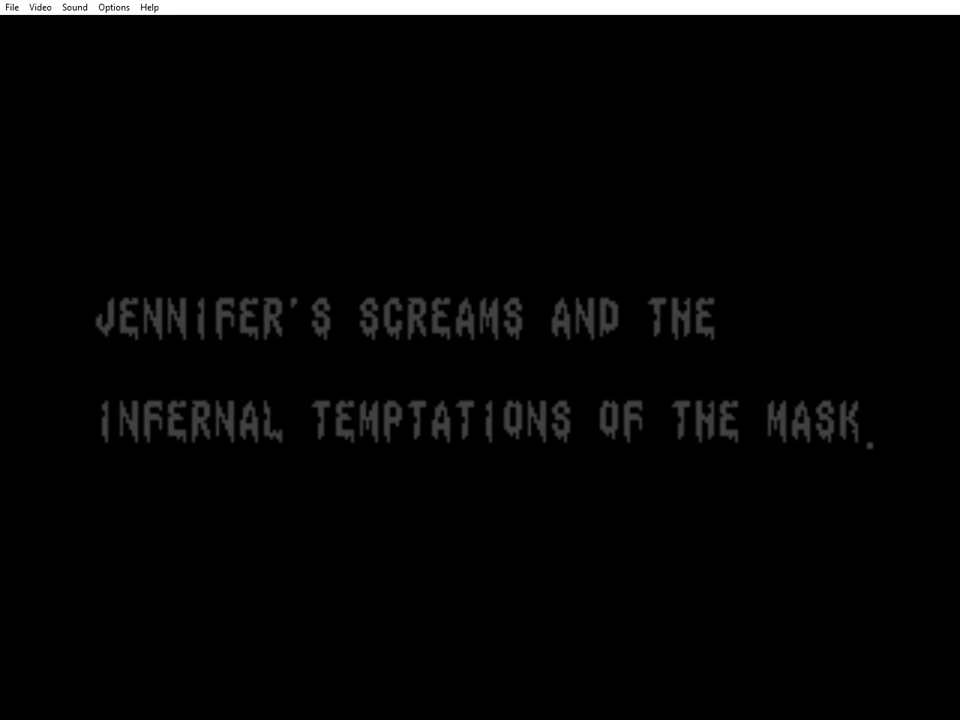 File Video Sound Options Help
JENNIFER'S SCREAMS AND THE
INFERNAL TEMPTATIONS OF THE MASK.